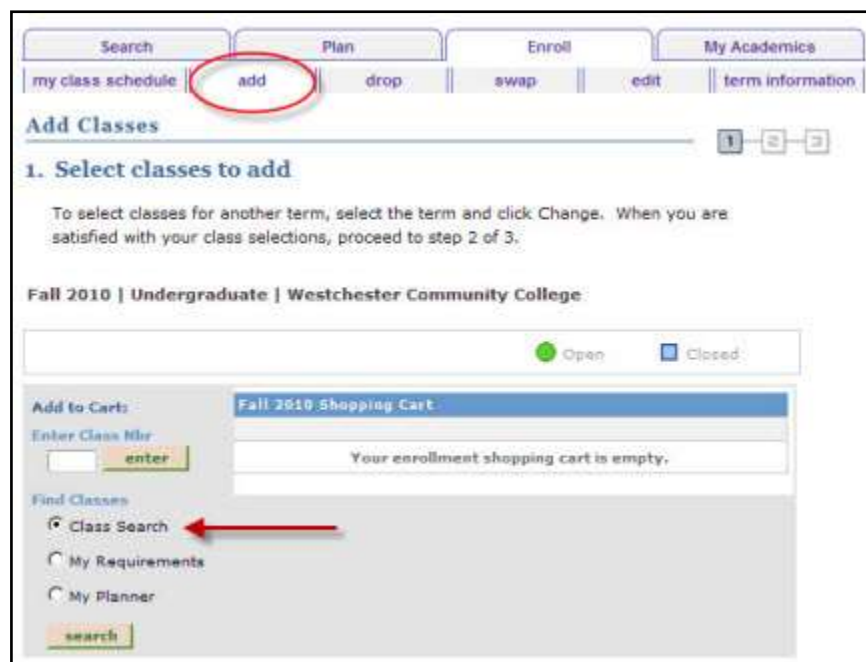 Search Plan Enroll My Academics
my class schedule add drop swap edit term information
Add Classes
1 2 3
1. Select classes to add
To select classes for another term, select the term and click Change. When you are
satisfied with your class selections, proceed to step 2 of 3.
Fall 2010 | Undergraduate | Westchester Community College
Open Closed
Add to Cart: Fall 2010 Shopping Cart
Enter Class Nbr
enter Your enrollment shopping cart is empty.
Find Classes
Class Search
My Requirements
My Planner
search